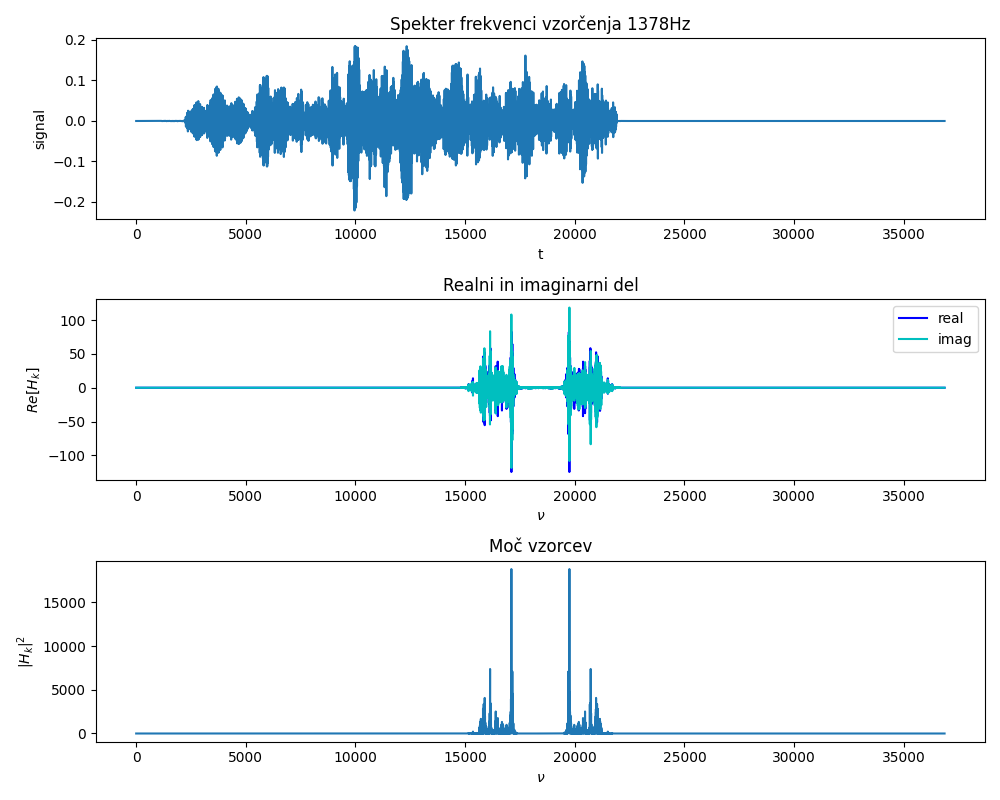 Spekter frekvenci vzorčenja 1378Hz
signal
0.2
0.1
0.0
−0.1
−0.2
0 5000 10000 15000 20000 25000 30000 35000
t
Realni in imaginarni del
Re[H_k]
100
50
0
−50
−100
real
imag
0 5000 10000 15000 20000 25000 30000 35000
ν
Moč vzorcev
|H_k|^2
15000
10000
5000
0
0 5000 10000 15000 20000 25000 30000 35000
ν